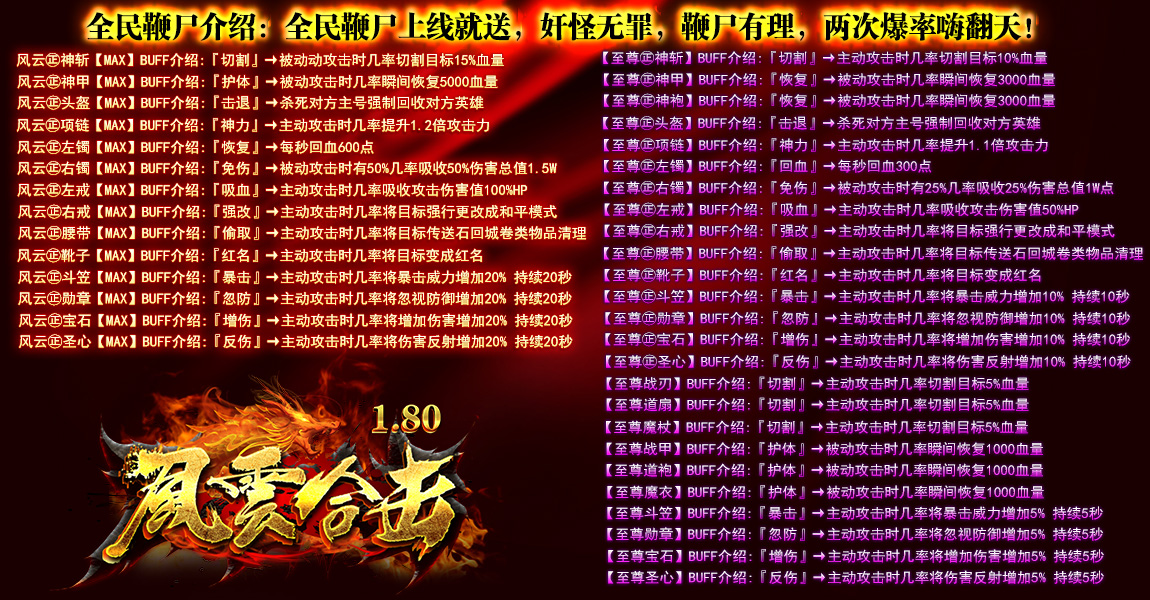 全民鞭尸介绍：全民鞭尸上线就送，奸怪无罪，鞭尸有理，两次爆率嗨翻天！
风云㊣神斩【MAX】BUFF介绍:『切割』→被动动攻击时几率切割目标15%血量
风云㊣神甲【MAX】BUFF介绍:『护体』→被动攻击时几率瞬间恢复5000血量
风云㊣头盔【MAX】BUFF介绍:『击退』→杀死对方主号强制回收对方英雄
风云㊣项链【MAX】BUFF介绍:『神力』→主动攻击时几率提升1.2倍攻击力
风云㊣左镯【MAX】BUFF介绍:『恢复』→每秒回血600点
风云㊣右镯【MAX】BUFF介绍:『免伤』→被动攻击时有50%几率吸收50%伤害总值1.5W
风云㊣左戒【MAX】BUFF介绍:『吸血』→主动攻击时几率吸收攻击伤害值100%HP
风云㊣右戒【MAX】BUFF介绍:『强改』→主动攻击时几率将目标强行更改成和平模式
风云㊣腰带【MAX】BUFF介绍:『偷取』→主动攻击时几率将目标传送石回城卷类物品清理
风云㊣靴子【MAX】BUFF介绍:『红名』→主动攻击时几率将目标变成红名
风云㊣斗笠【MAX】BUFF介绍:『暴击』→主动攻击时几率将暴击威力增加20% 持续20秒
风云㊣勋章【MAX】BUFF介绍:『忽防』→主动攻击时几率将忽视防御增加20% 持续20秒
风云㊣宝石【MAX】BUFF介绍:『增伤』→主动攻击时几率将增加伤害增加20% 持续20秒
风云㊣圣心【MAX】BUFF介绍:『反伤』→主动攻击时几率将伤害反射增加20% 持续20秒
1.80
風雲合击
【至尊㊣神斩】BUFF介绍:『切割』→主动攻击时几率切割目标10%血量
【至尊㊣神甲】BUFF介绍:『恢复』→被动攻击时几率瞬间恢复3000血量
【至尊㊣神袍】BUFF介绍:『恢复』→被动攻击时几率瞬间恢复3000血量
【至尊㊣头盔】BUFF介绍:『击退』→杀死对方主号强制回收对方英雄
【至尊㊣项链】BUFF介绍:『神力』→主动攻击时几率提升1.1倍攻击力
【至尊㊣左镯】BUFF介绍:『回血』→每秒回血300点
【至尊㊣右镯】BUFF介绍:『免伤』→被动攻击时有25%几率吸收25%伤害总值1W点
【至尊㊣左戒】BUFF介绍:『吸血』→主动攻击时几率吸收攻击伤害值50%HP
【至尊㊣右戒】BUFF介绍:『强改』→主动攻击时几率将目标强行更改成和平模式
【至尊㊣腰带】BUFF介绍:『偷取』→主动攻击时几率将目标传送石回城卷类物品清理
【至尊㊣靴子】BUFF介绍:『红名』→主动攻击时几率将目标变成红名
【至尊㊣斗笠】BUFF介绍:『暴击』→主动攻击时几率将暴击威力增加10% 持续10秒
【至尊㊣勋章】BUFF介绍:『忽防』→主动攻击时几率将忽视防御增加10% 持续10秒
【至尊㊣宝石】BUFF介绍:『增伤』→主动攻击时几率将增加伤害增加10% 持续10秒
【至尊㊣圣心】BUFF介绍:『反伤』→主动攻击时几率将伤害反射增加10% 持续10秒
【至尊战刃】BUFF介绍:『切割』→主动攻击时几率切割目标5%血量
【至尊道扇】BUFF介绍:『切割』→主动攻击时几率切割目标5%血量
【至尊魔杖】BUFF介绍:『切割』→主动攻击时几率切割目标5%血量
【至尊战甲】BUFF介绍:『护体』→被动攻击时几率瞬间恢复1000血量
【至尊道袍】BUFF介绍:『护体』→被动攻击时几率瞬间恢复1000血量
【至尊魔衣】BUFF介绍:『护体』→被动攻击时几率瞬间恢复1000血量
【至尊斗笠】BUFF介绍:『暴击』→主动攻击时几率将暴击威力增加5% 持续5秒
【至尊勋章】BUFF介绍:『忽防』→主动攻击时几率将忽视防御增加5% 持续5秒
【至尊宝石】BUFF介绍:『增伤』→主动攻击时几率将增加伤害增加5% 持续5秒
【至尊圣心】BUFF介绍:『反伤』→主动攻击时几率将伤害反射增加5% 持续5秒